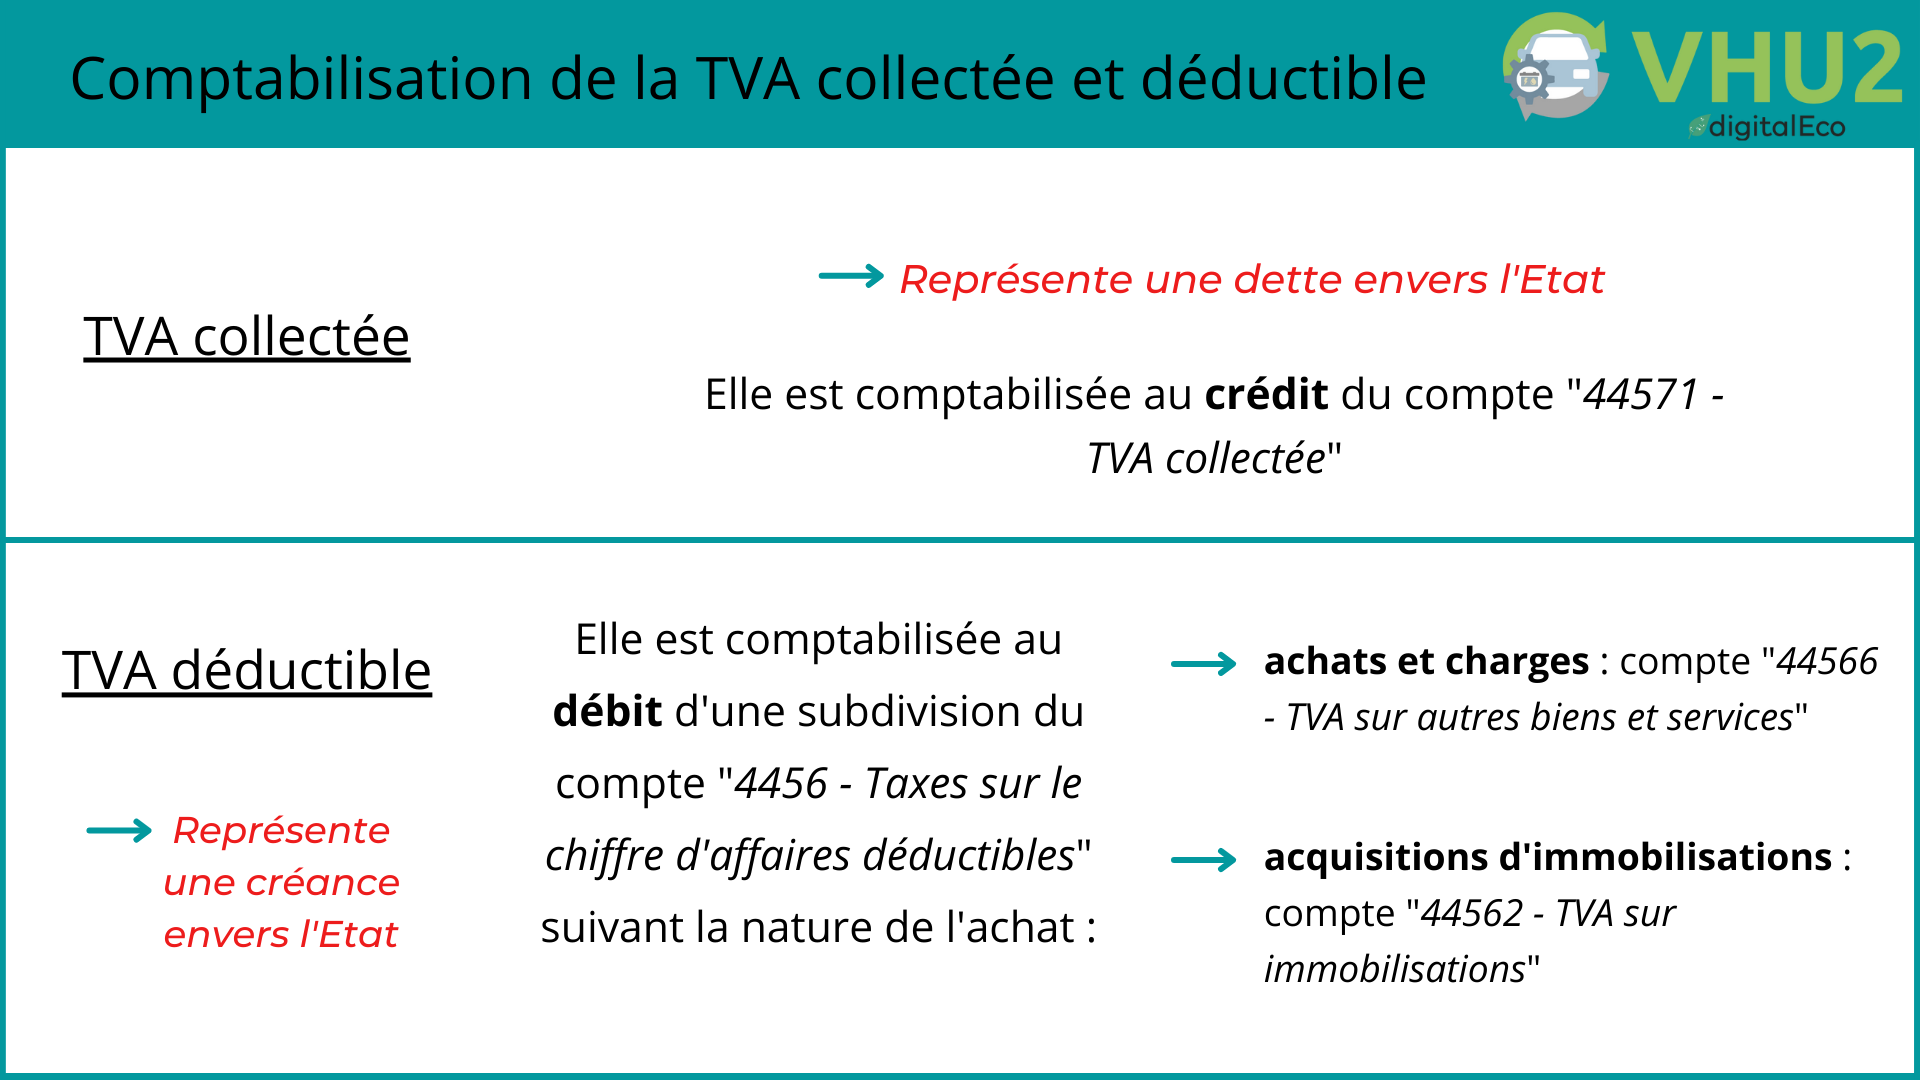 Comptabilisation de la TVA collectée et déductible
VHU2
digitalEco
TVA collectée
Représente une dette envers l'Etat
Elle est comptabilisée au crédit du compte "44571 -
TVA collectée"
TVA déductible
Représente
une créance
envers l'Etat
Elle est comptabilisée au
débit d'une subdivision du
compte "4456 - Taxes sur le
chiffre d'affaires déductibles"
suivant la nature de l'achat :
achats et charges : compte "44566
- TVA sur autres biens et services"
acquisitions d'immobilisations :
compte "44562 - TVA sur
immobilisations"